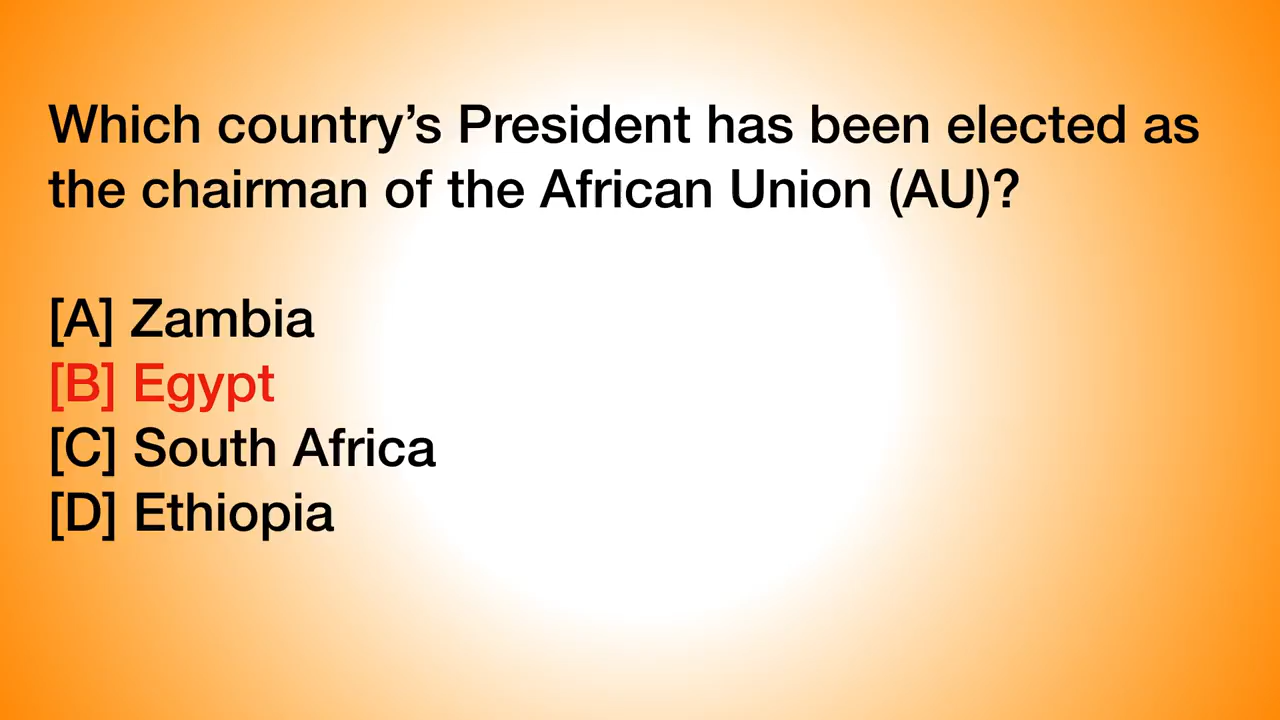 Which country’s President has been elected as
the chairman of the African Union (AU)?
[A] Zambia
[B] Egypt
[C] South Africa
[D] Ethiopia